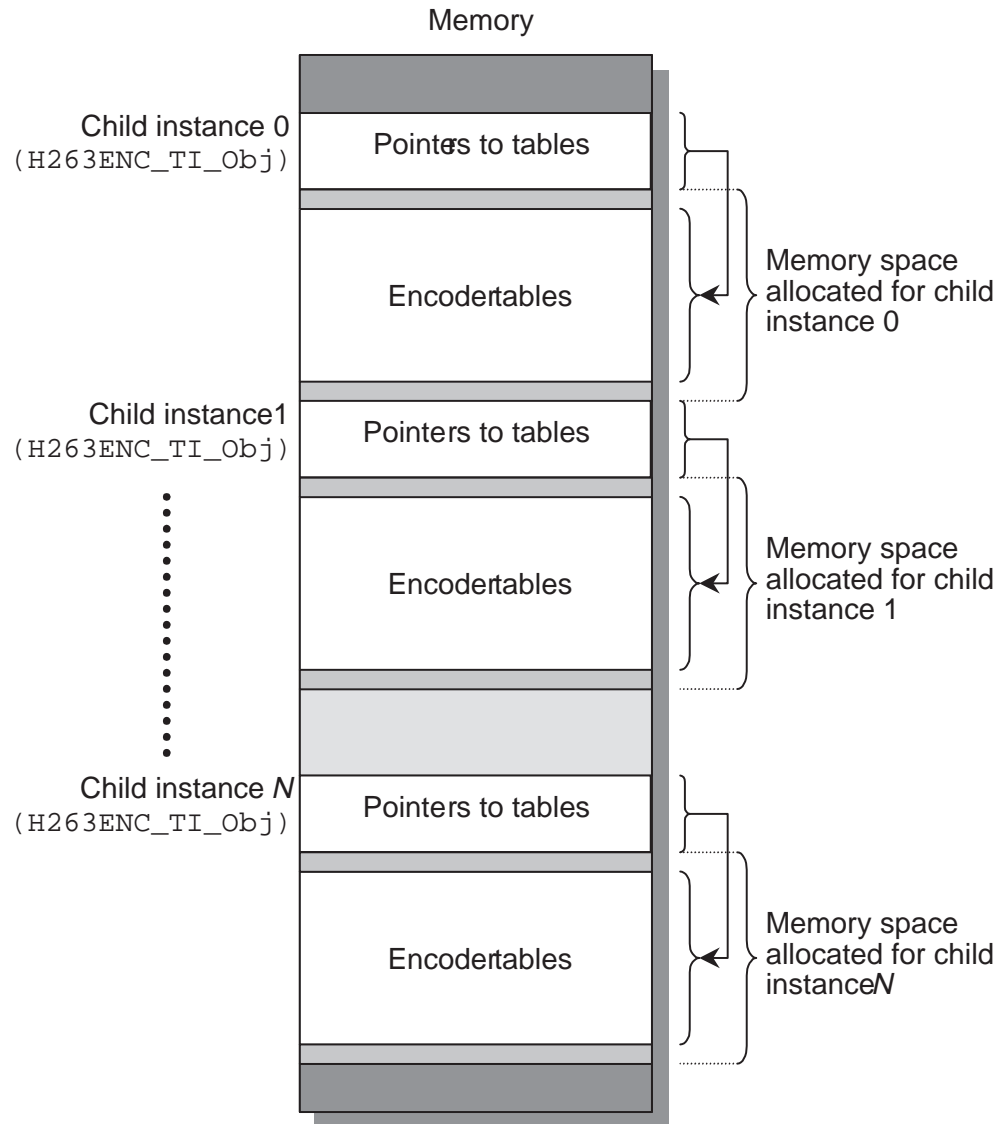 Memory
Child instance 0
(H263ENC_TI_Obj)
Pointers to tables
Encodertables
Memory space
allocated for child
instance 0
Child instance1
(H263ENC_TI_Obj)
Pointers to tables
Encodertables
Memory space
allocated for child
instance 1
Child instance N
(H263ENC_TI_Obj)
Pointers to tables
Encodertables
Memory space
allocated for child
instanceN